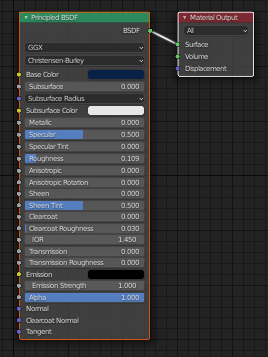 Principled BSDF
BSDF
GGX
Christensen-Burley
Base Color
Subsurface 0.000
Subsurface Radius
Subsurface Color
Metallic 0.000
Specular 0.500
Specular Tint 0.000
Roughness 0.109
Anisotropic 0.000
Anisotropic Rotation 0.000
Sheen 0.000
Sheen Tint 0.500
Clearcoat 0.000
Clearcoat Roughness 0.030
IOR 1.450
Transmission 0.000
Transmission Roughness 0.000
Emission
Emission Strength 1.000
Alpha 1.000
Normal
Clearcoat Normal
Tangent
Material Output
All
Surface
Volume
Displacement